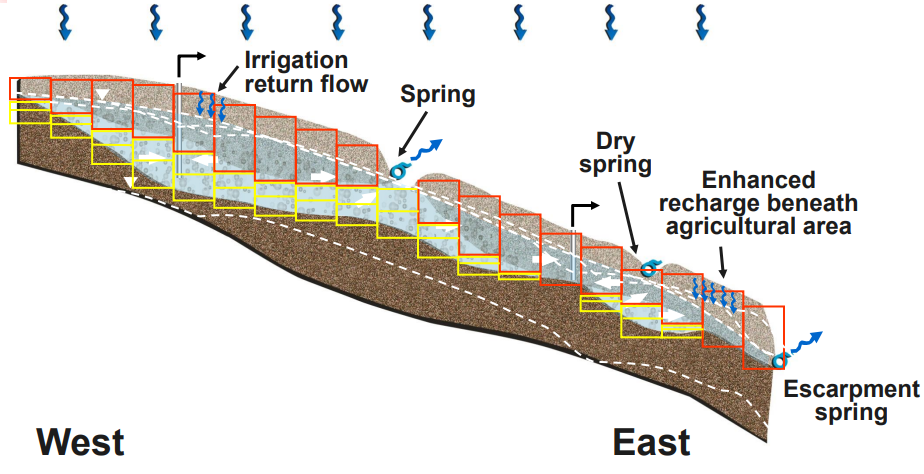 Irrigation
return flow
Spring
Dry
spring
Enhanced
recharge beneath
agricultural area
Escarpment
spring
West
East